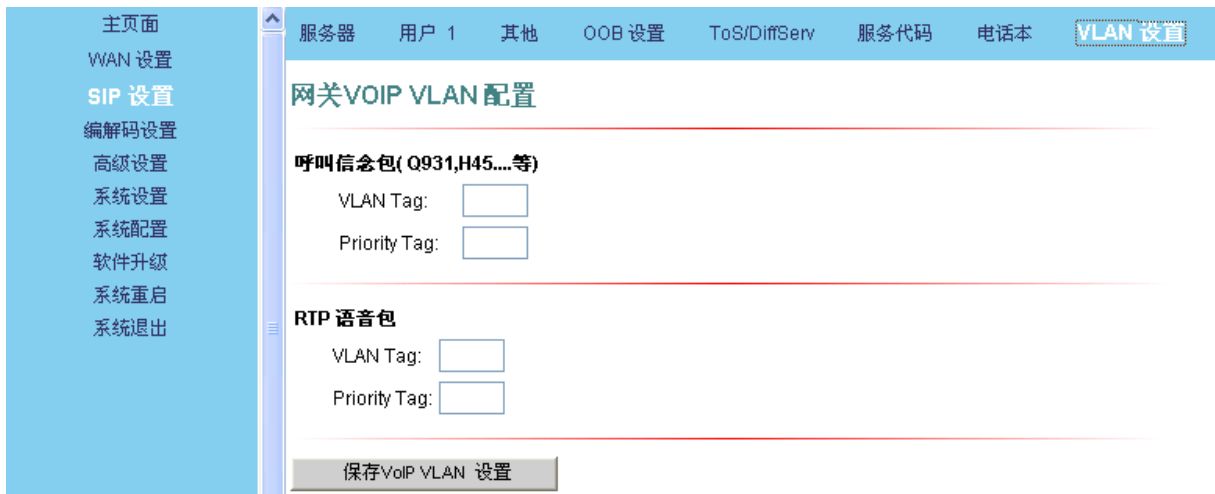 主页面
WAN 设置
SIP 设置
编解码设置
高级设置
系统设置
系统配置
软件升级
系统重启
系统退出
服务器 用户 1 其他 OOB 设置 ToS/DiffServ 服务代码 电话本 VLAN 设置
网关VOIP VLAN 配置
呼叫信念包( Q931,H45....等)
VLAN Tag:
Priority Tag:
RTP 语音包
VLAN Tag:
Priority Tag:
保存VoIP VLAN 设置